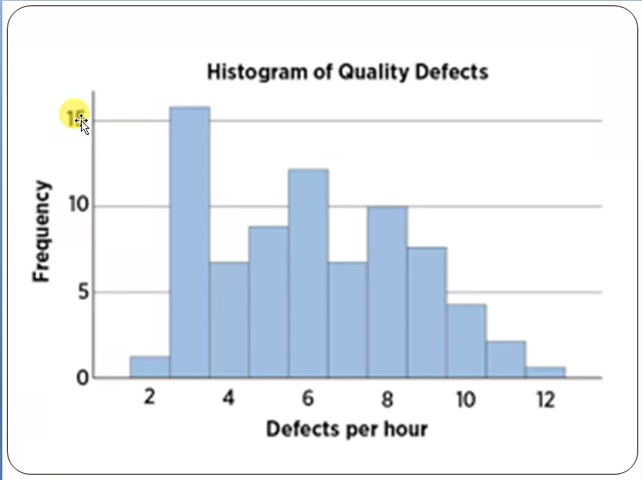 Histogram of Quality Defects
15
10
5
0
Frequency
2 4 6 8 10 12
Defects per hour